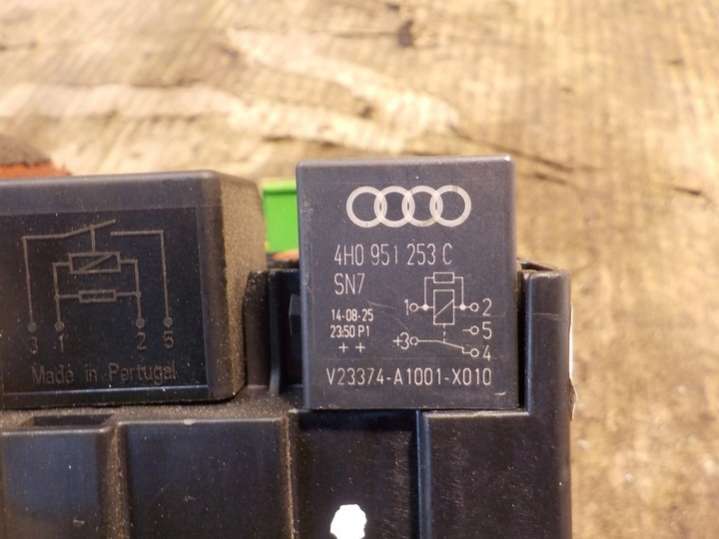 3 1 2 5
Made in Portugal
4H0 951 253 C
SN7
14-08-25
23:50 P1
+ +
1 2
5
+3
4
V23374-A1001-X010